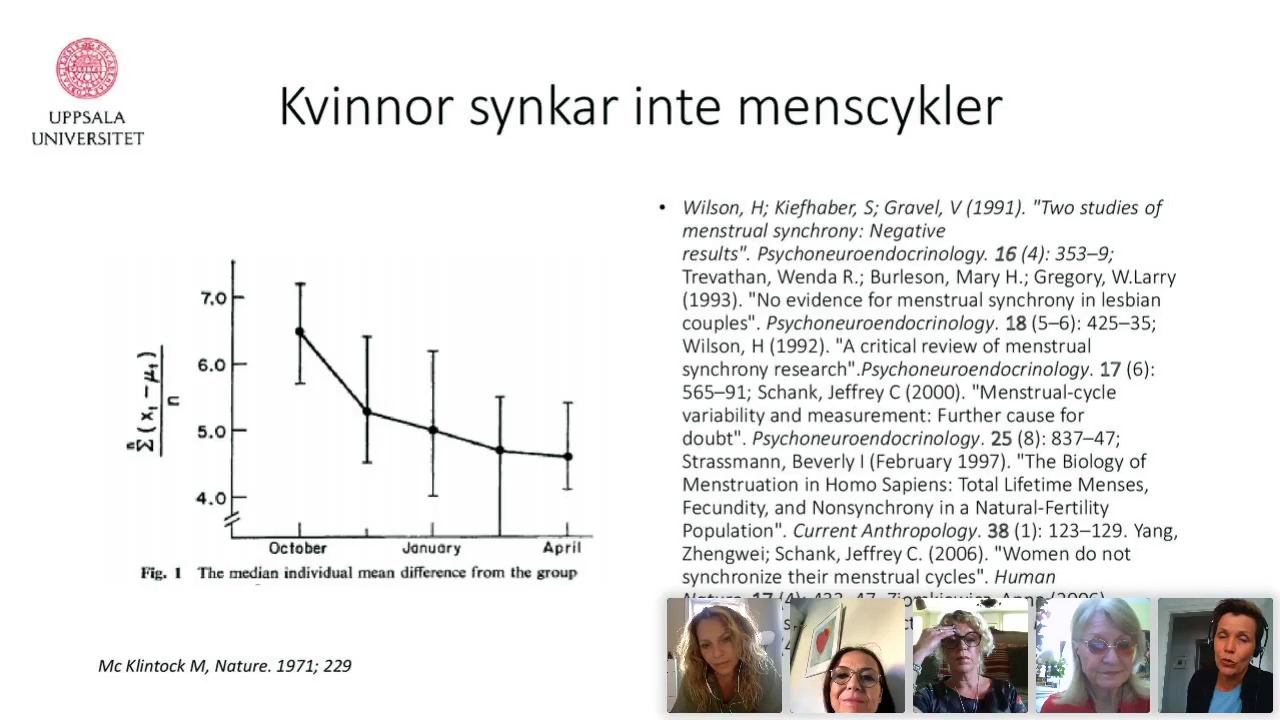 UPPSALA
UNIVERSITET
Kvinnor synkar inte menscykler
7.0
6.0
5.0
4.0
n
Σ (x₁ – μ₁)
n
October January April
Fig. 1 The median individual mean difference from the group
Mc Klintock M, Nature. 1971; 229
• Wilson, H; Kiefhaber, S; Gravel, V (1991). "Two studies of
menstrual synchrony: Negative
results". Psychoneuroendocrinology. 16 (4): 353–9;
Trevathan, Wenda R.; Burleson, Mary H.; Gregory, W.Larry
(1993). "No evidence for menstrual synchrony in lesbian
couples". Psychoneuroendocrinology. 18 (5–6): 425–35;
Wilson, H (1992). "A critical review of menstrual
synchrony research".Psychoneuroendocrinology. 17 (6):
565–91; Schank, Jeffrey C (2000). "Menstrual-cycle
variability and measurement: Further cause for
doubt". Psychoneuroendocrinology. 25 (8): 837–47;
Strassmann, Beverly I (February 1997). "The Biology of
Menstruation in Homo Sapiens: Total Lifetime Menses,
Fecundity, and Nonsynchrony in a Natural-Fertility
Population". Current Anthropology. 38 (1): 123–129. Yang,
Zhengwei; Schank, Jeffrey C. (2006). "Women do not
synchronize their menstrual cycles". Human